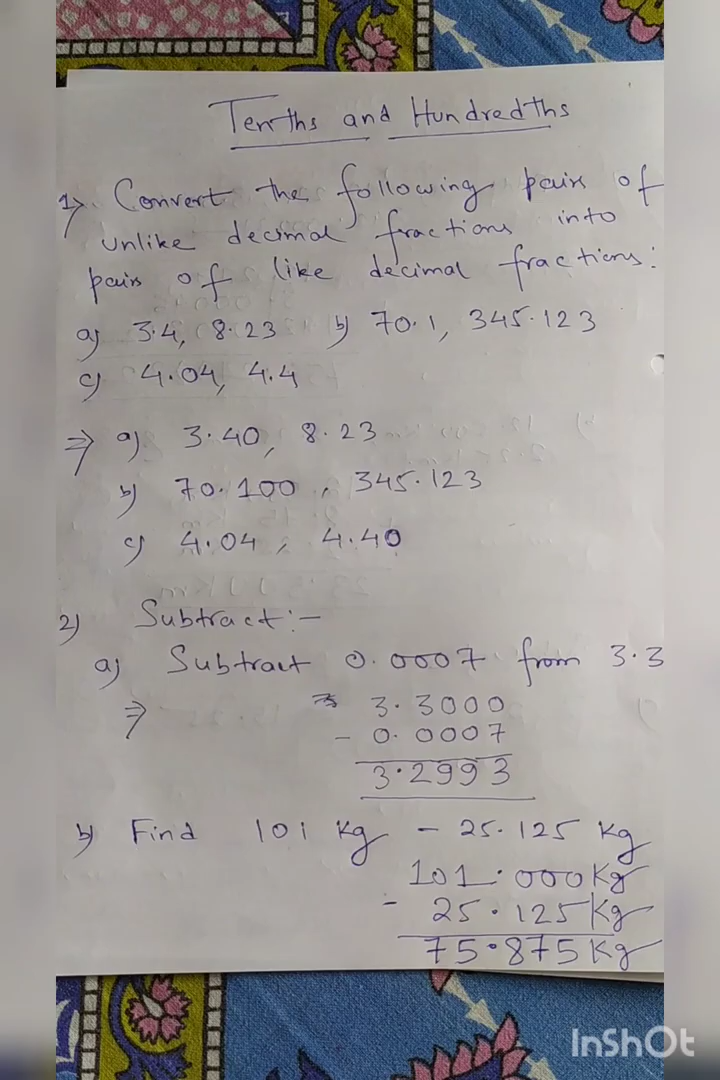 Tenths and Hundredths
1) Convert the following pairs of
unlike decimal fractions into
pairs of like decimal fractions:
a) 3.4, 8.23 b) 70.1, 345.123
c) 4.04, 4.4
⇒ a) 3.40, 8.23
b) 70.100, 345.123
c) 4.04, 4.40
2) Subtract:-
a) Subtract 0.0007 from 3.3
⇒ 3.3000
- 0.0007
3.2993
b) Find 101 kg - 25.125 kg
101.000 Kg
- 25.125 Kg
75.875 Kg
InShOt